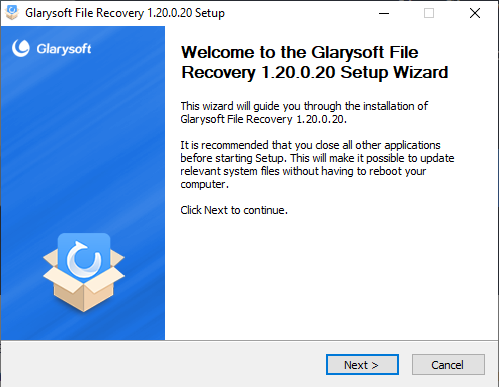 Glarysoft File Recovery 1.20.0.20 Setup
Glarysoft
Welcome to the Glarysoft File
Recovery 1.20.0.20 Setup Wizard
This wizard will guide you through the installation of
Glarysoft File Recovery 1.20.0.20.
It is recommended that you close all other applications
before starting Setup. This will make it possible to update
relevant system files without having to reboot your
computer.
Click Next to continue.
Next >
Cancel